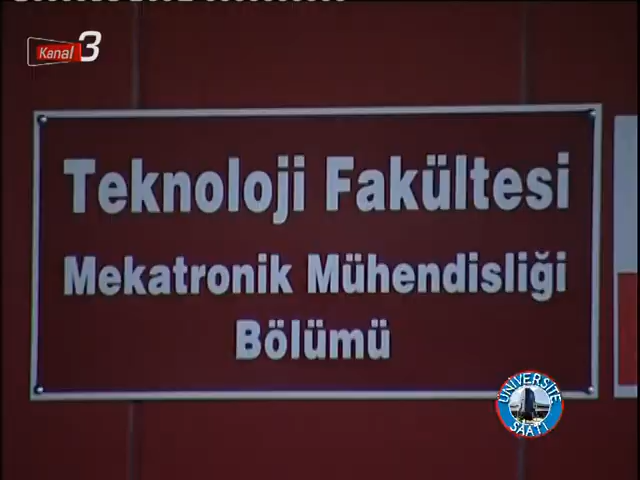 Kanal 3
Teknoloji Fakültesi
Mekatronik Mühendisliği
Bölümü
ÜNİVERSİTE
SAATİ